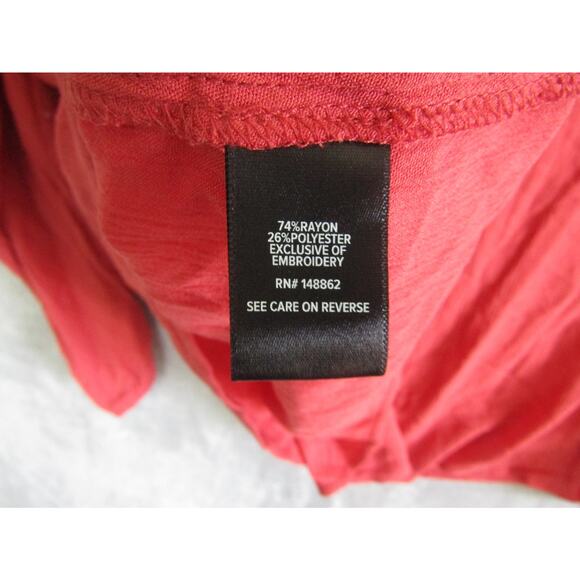 74%RAYON
26%POLYESTER
EXCLUSIVE OF
EMBROIDERY
RN# 148862
SEE CARE ON REVERSE